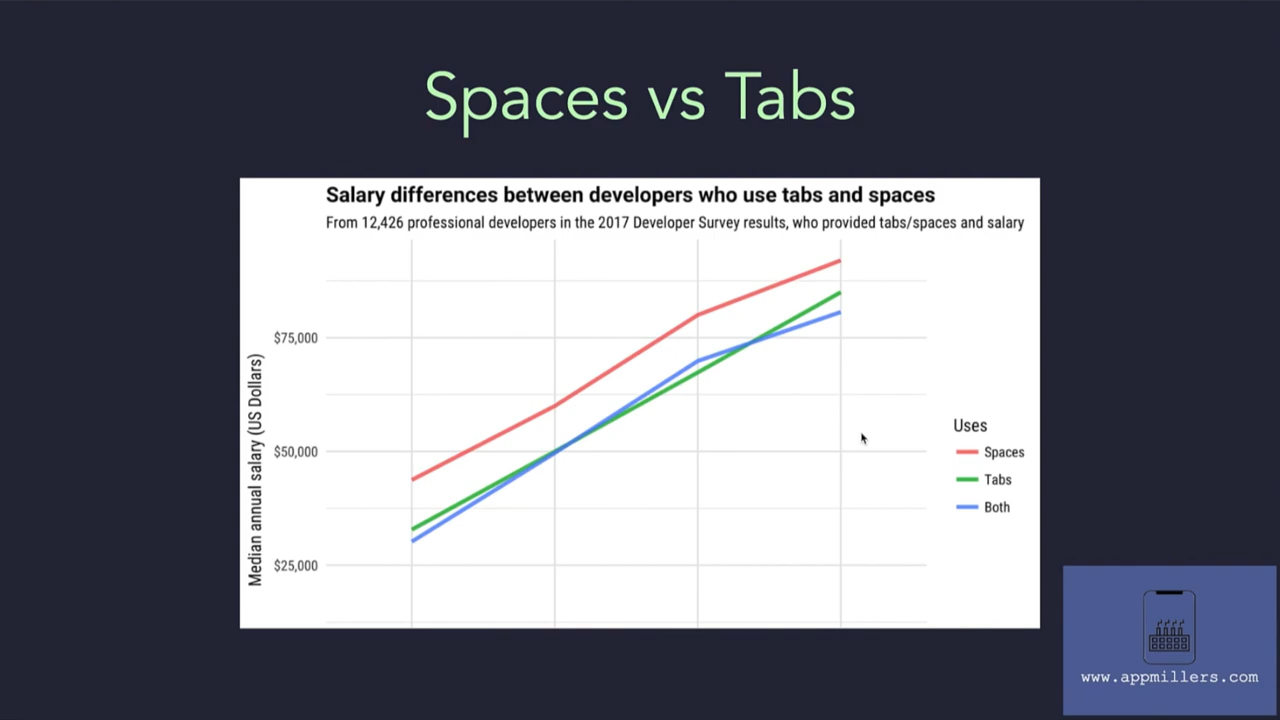 Spaces vs Tabs
Salary differences between developers who use tabs and spaces
From 12,426 professional developers in the 2017 Developer Survey results, who provided tabs/spaces and salary
Median annual salary (US Dollars)
$75,000
$50,000
$25,000
Uses
Spaces
Tabs
Both
www.appmillers.com